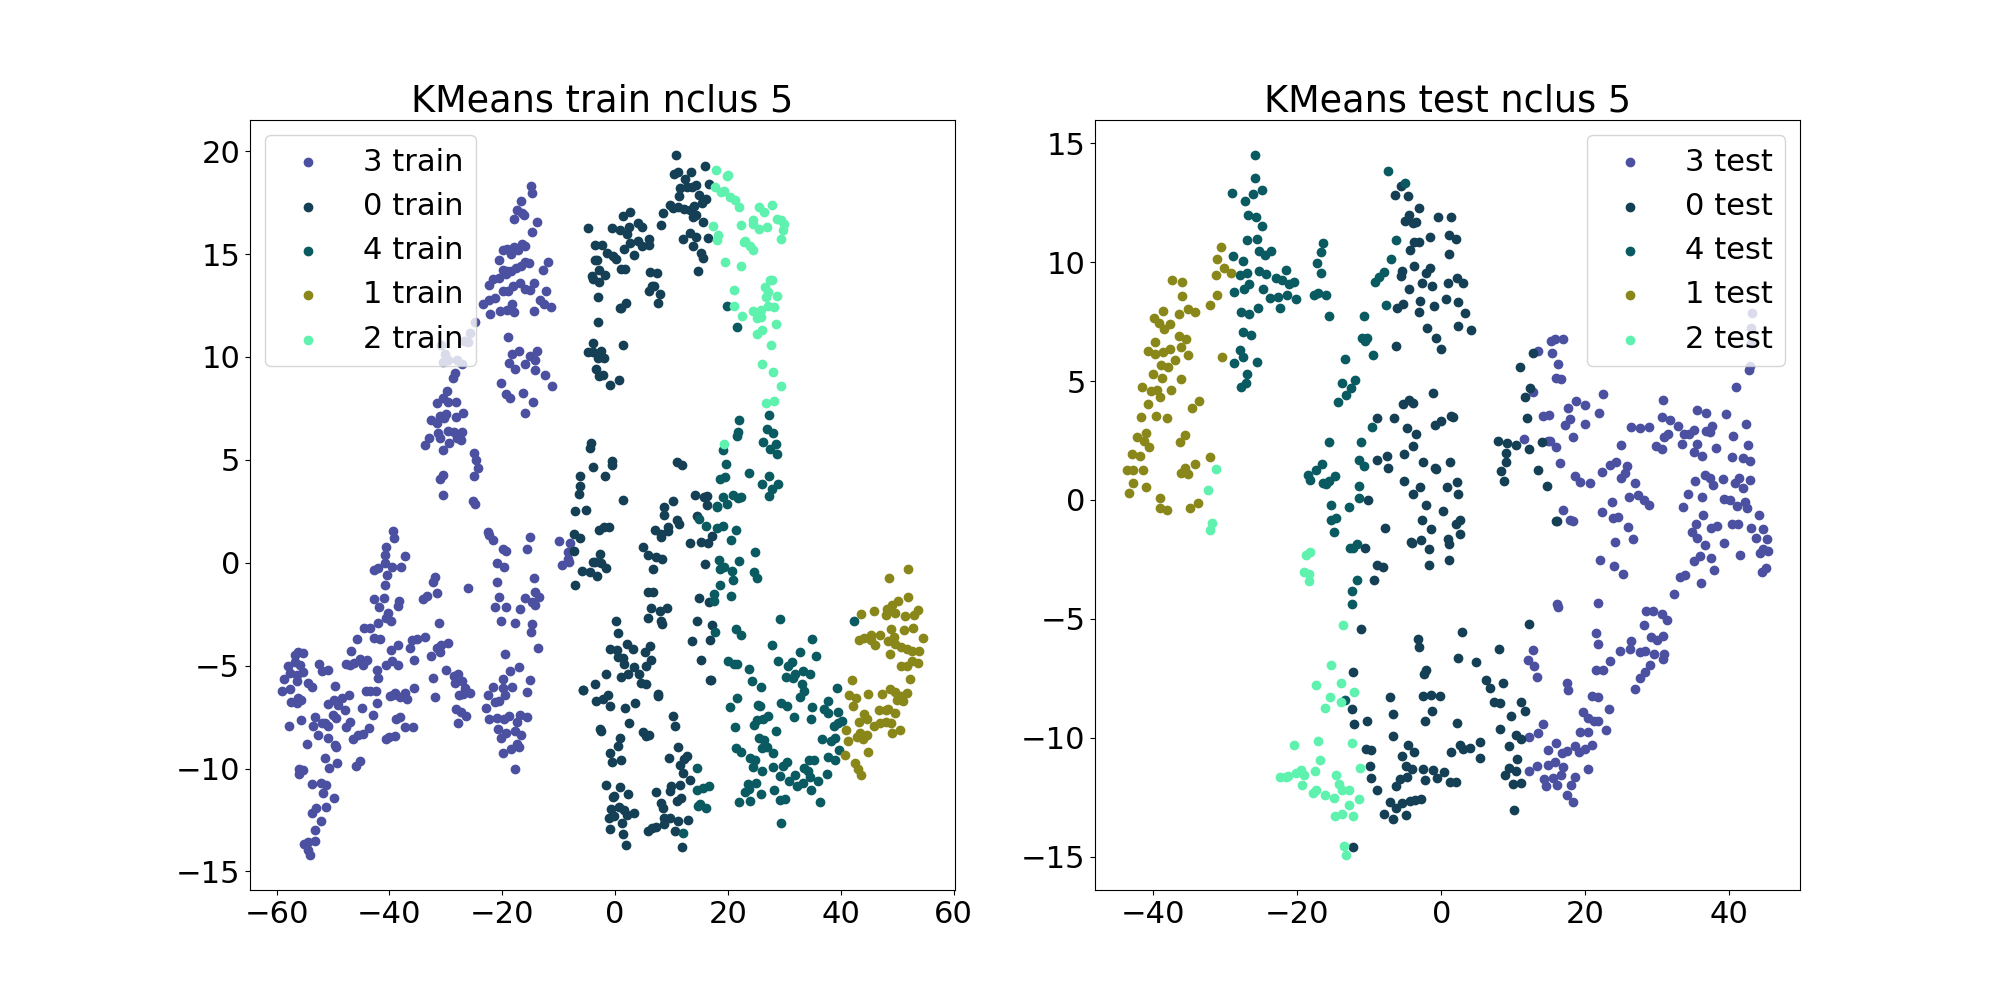 KMeans train nclus 5
20
15
10
5
0
−5
−10
−15
−60 −40 −20 0 20 40 60
3 train
0 train
4 train
1 train
2 train
KMeans test nclus 5
15
10
5
0
−5
−10
−15
−40 −20 0 20 40
3 test
0 test
4 test
1 test
2 test